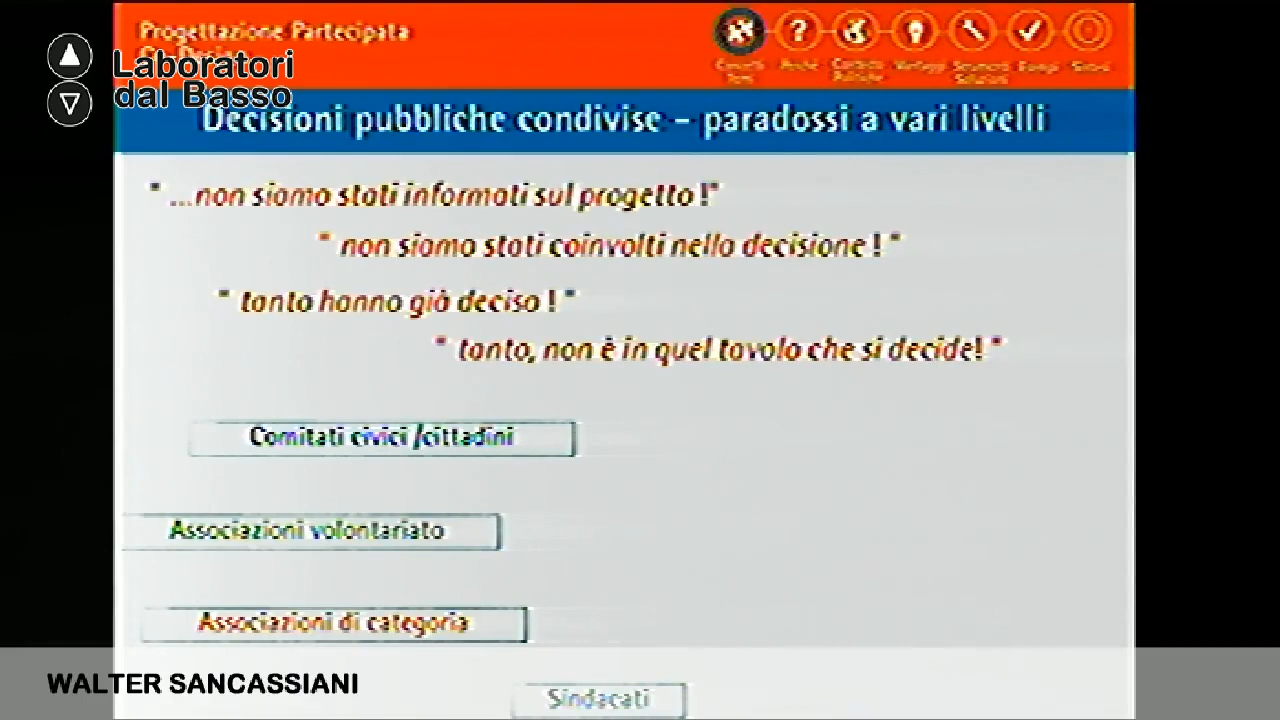 Progettazione Partecipata
Laboratori
dal Basso
Decisioni pubbliche condivise – paradossi a vari livelli
" ...non siamo stati informati sul progetto !"
" non siamo stati coinvolti nella decisione ! "
" tanto hanno già deciso ! "
" tanto, non è in quel tavolo che si decide! "
Comitati civici /cittadini
Associazioni volontariato
Associazioni di categoria
Sindacati
WALTER SANCASSIANI